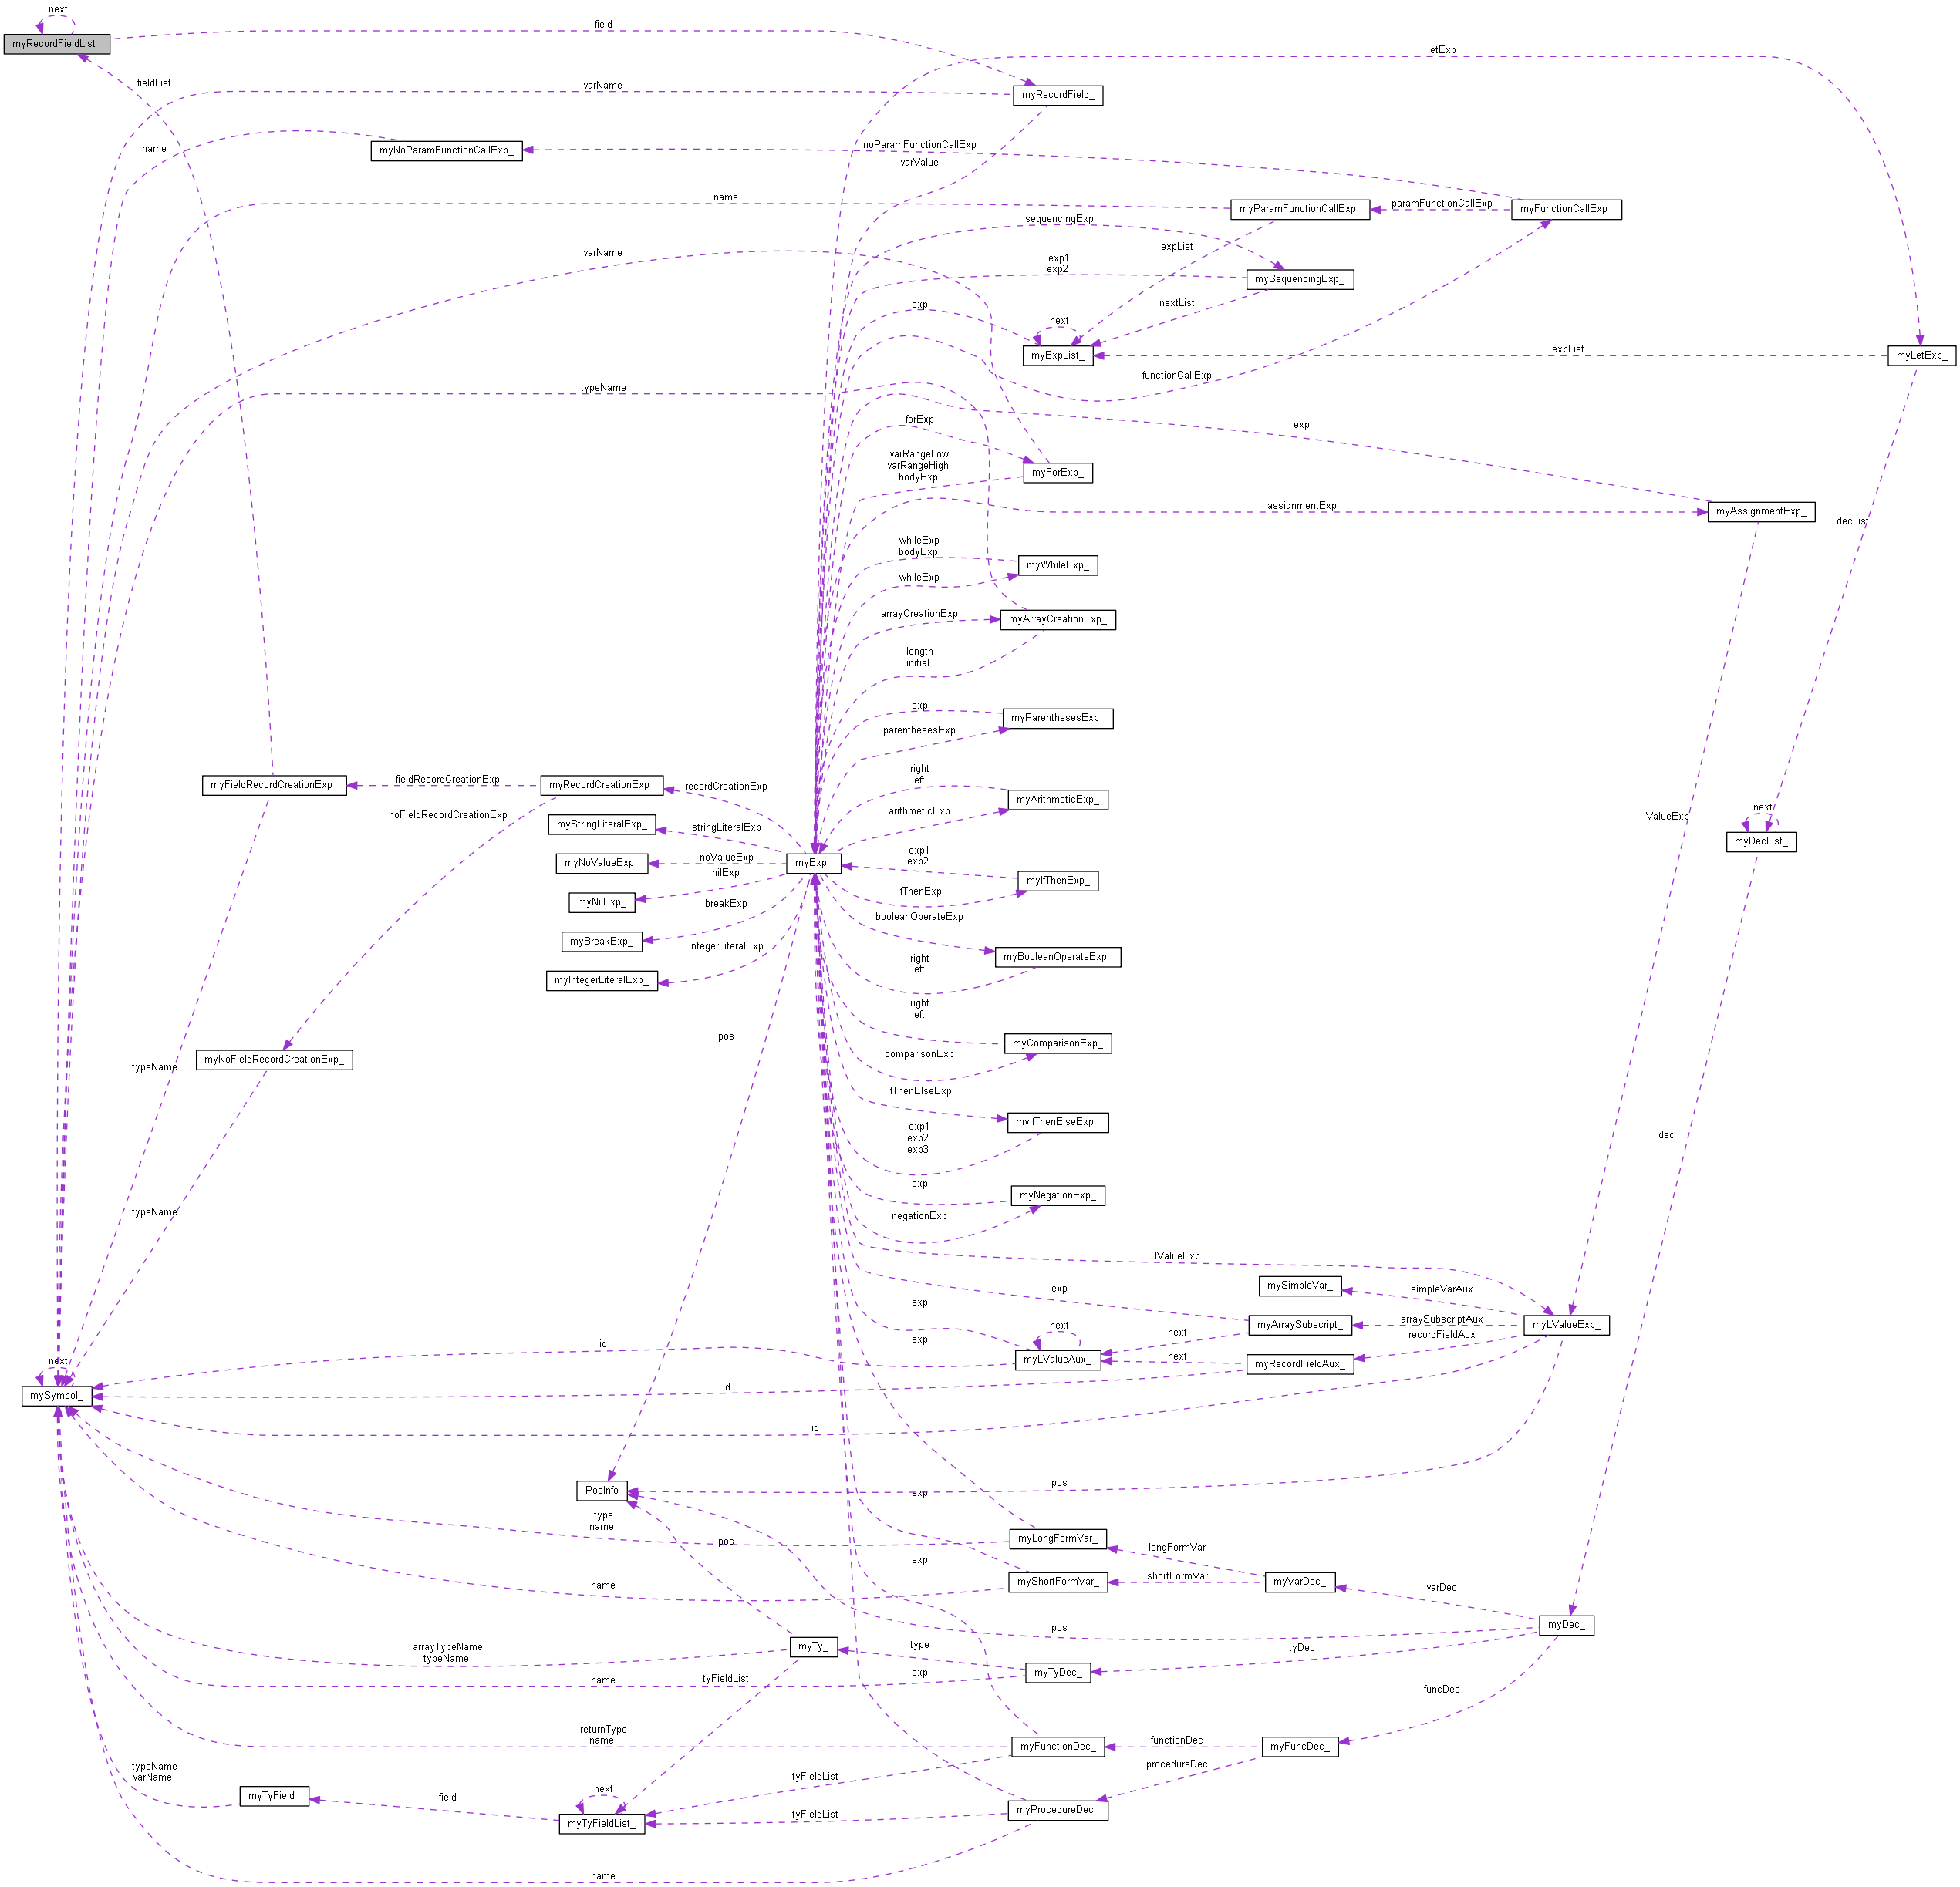 next
myRecordFieldList_
field
letExp
fieldList
varName
myRecordField_
name
myNoParamFunctionCallExp_
noParamFunctionCallExp
varValue
name
myParamFunctionCallExp_
paramFunctionCallExp
myFunctionCallExp_
sequencingExp
expList
varName
exp1
exp2
mySequencingExp_
nextList
exp
next
myExpList_
expList
myLetExp_
functionCallExp
typeName
forExp
exp
varRangeLow
varRangeHigh
bodyExp
myForExp_
assignmentExp
myAssignmentExp_
decList
whileExp
bodyExp
myWhileExp_
whileExp
arrayCreationExp
myArrayCreationExp_
length
initial
exp
myParenthesesExp_
parenthesesExp
right
left
myArithmeticExp_
arithmeticExp
myFieldRecordCreationExp_
fieldRecordCreationExp
myRecordCreationExp_
recordCreationExp
noFieldRecordCreationExp
myStringLiteralExp_
stringLiteralExp
lValueExp
next
myDecList_
myNoValueExp_
noValueExp
myExp_
exp1
exp2
myIfThenExp_
nilExp
myNilExp_
ifThenExp
breakExp
myBreakExp_
booleanOperateExp
integerLiteralExp
myIntegerLiteralExp_
myBooleanOperateExp_
right
left
pos
right
left
myComparisonExp_
comparisonExp
typeName
myNoFieldRecordCreationExp_
ifThenElseExp
myIfThenElseExp_
exp1
exp2
exp3
dec
exp
myNegationExp_
negationExp
typeName
lValueExp
mySimpleVar_
simpleVarAux
exp
exp
next
myArraySubscript_
arraySubscriptAux
myLValueExp_
recordFieldAux
exp
id
next
myLValueAux_
next
myRecordFieldAux_
next
mySymbol_
id
id
pos
PosInfo
exp
type
name
pos
myLongFormVar_
longFormVar
exp
name
myShortFormVar_
shortFormVar
myVarDec_
varDec
pos
myDec_
arrayTypeName
typeName
myTy_
type
tyDec
tyFieldList
name
exp
myTyDec_
funcDec
returnType
name
myFunctionDec_
functionDec
myFuncDec_
procedureDec
typeName
varName
myTyField_
field
next
myTyFieldList_
tyFieldList
tyFieldList
myProcedureDec_
name